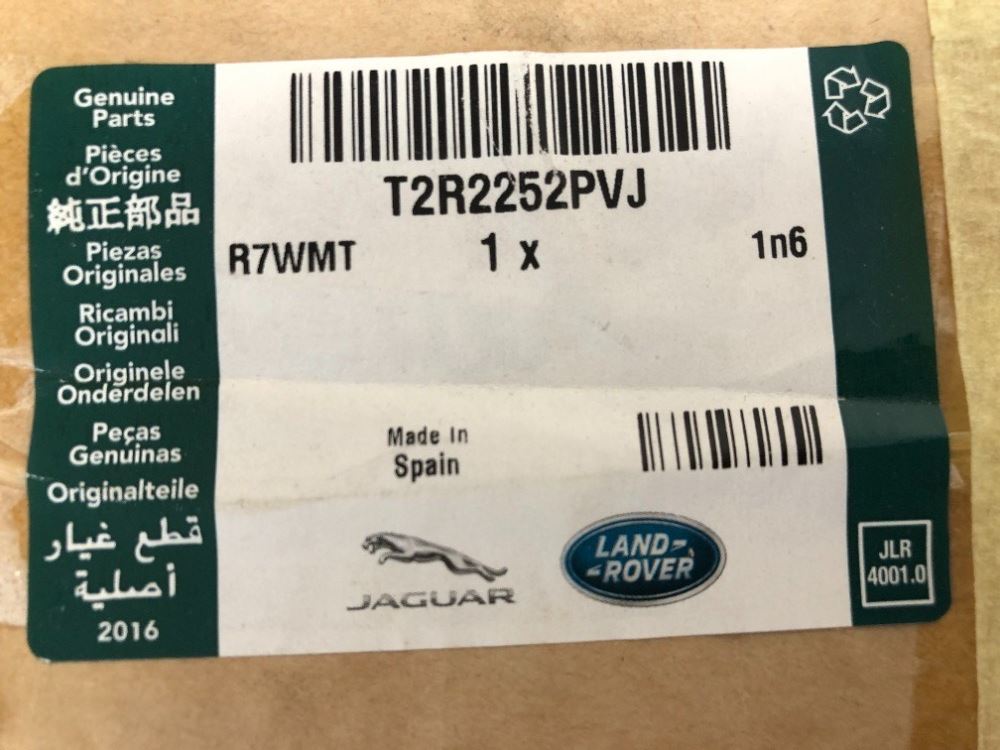 Genuine
Parts
Pièces
d'Origine
純正部品
Piezas
Originales
Ricambi
Originali
Originele
Onderdelen
Peças
Genuinas
Originalteile
قطع غيار
أصلية
2016
T2R2252PVJ
R7WMT 1 x 1n6
Made In
Spain
JAGUAR
LAND-
-ROVER
JLR
4001.0